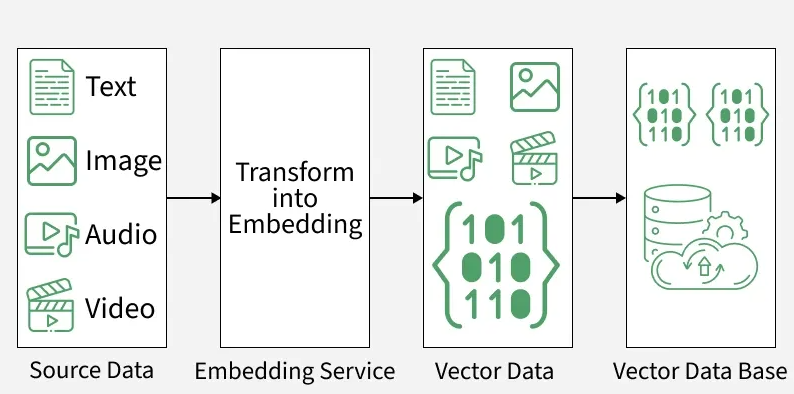 Text
Image
Audio
Video
Source Data
Transform
into
Embedding
Embedding Service
101
010
110
Vector Data
101 101
010 010
110 110
Vector Data Base